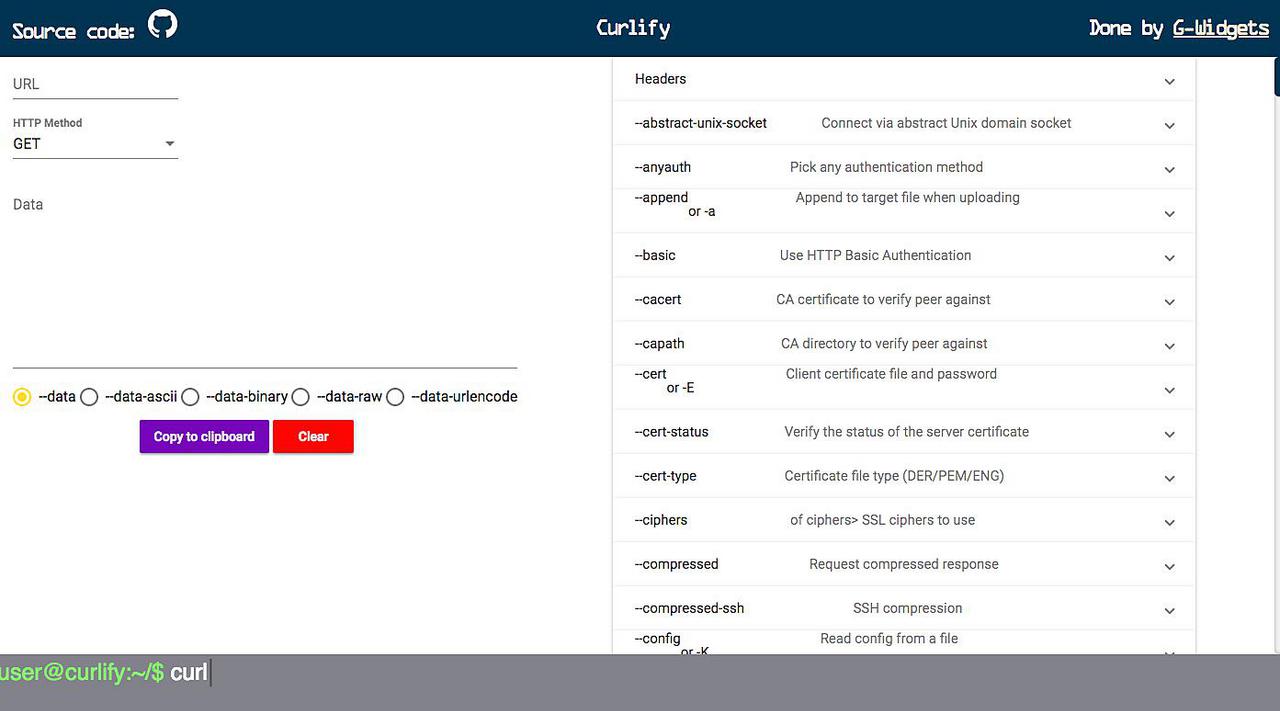 Source code:
Curlify
Done by G-Widgets
URL
HTTP Method
GET
Data
--data --data-ascii --data-binary --data-raw --data-urlencode
Copy to clipboard Clear
Headers
--abstract-unix-socket Connect via abstract Unix domain socket
--anyauth Pick any authentication method
--append Append to target file when uploading
or -a
--basic Use HTTP Basic Authentication
--cacert CA certificate to verify peer against
--capath CA directory to verify peer against
--cert Client certificate file and password
or -E
--cert-status Verify the status of the server certificate
--cert-type Certificate file type (DER/PEM/ENG)
--ciphers of ciphers> SSL ciphers to use
--compressed Request compressed response
--compressed-ssh SSH compression
--config Read config from a file
or -K
user@curlify:~/$ curl